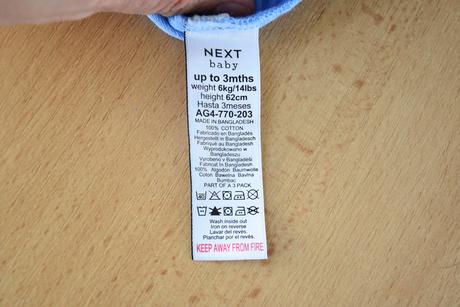 NEXT
baby
up to 3mths
weight 6kg/14lbs
height 62cm
Hasta 3meses
AG4-770-203
MADE IN BANGLADESH
100% COTTON
Fabricado en Bangladés
Hergestellt in Bangladesh
Fabriqué au Bangladesh
Wyprodukowano w
Bangladeszu
Vyrobeno v Bangladéši
Fabricat în Bangladesh
100% Algodón Baumwolle
Coton Bawełna Bavlna
Bumbac
PART OF A 3 PACK
Wash inside out
Iron on reverse
Lavar del revés.
Planchar por el revés.
KEEP AWAY FROM FIRE